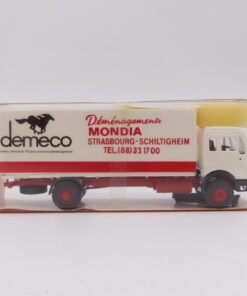 demeco
Déménagements
MONDIA
STRASBOURG-SCHILTIGHEIM
TEL.(88) 33 17 00